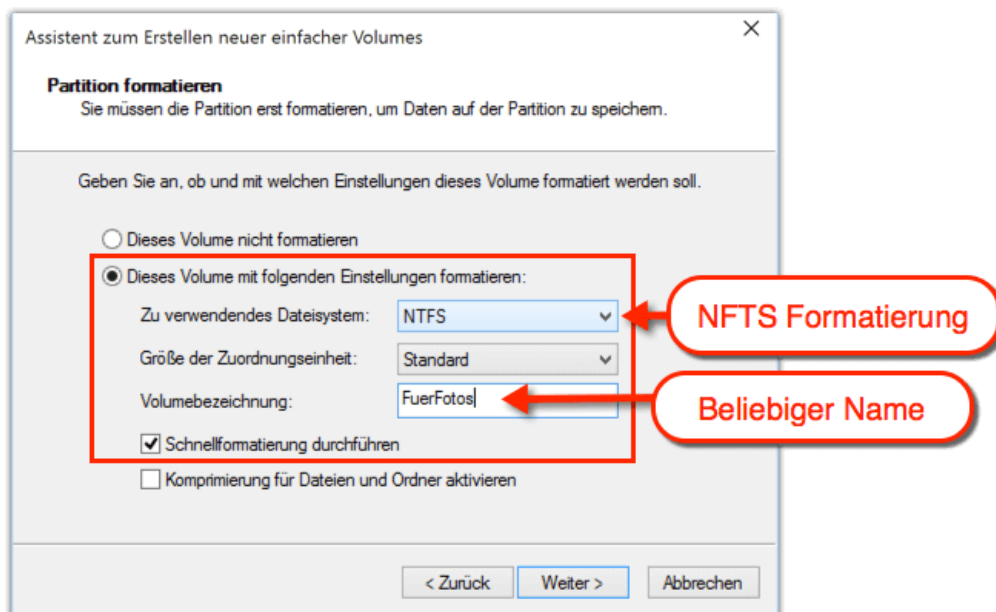 Assistent zum Erstellen neuer einfacher Volumes
Partition formatieren
Sie müssen die Partition erst formatieren, um Daten auf der Partition zu speichern.
Geben Sie an, ob und mit welchen Einstellungen dieses Volume formatiert werden soll.
Dieses Volume nicht formatieren
Dieses Volume mit folgenden Einstellungen formatieren:
Zu verwendendes Dateisystem: NTFS
NFTS Formatierung
Größe der Zuordnungseinheit: Standard
Volumebezeichnung: FuerFotos
Beliebiger Name
Schnellformatierung durchführen
Komprimierung für Dateien und Ordner aktivieren
< Zurück Weiter > Abbrechen